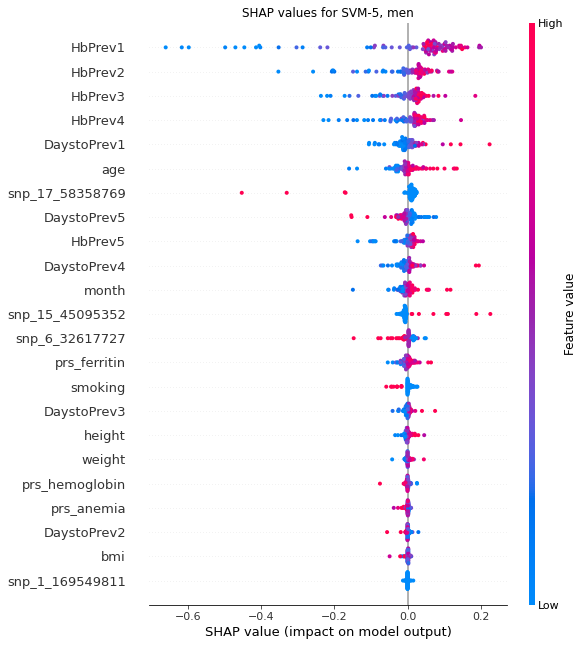 SHAP values for SVM-5, men
High
HbPrev1
HbPrev2
HbPrev3
HbPrev4
DaystoPrev1
age
snp_17_58358769
DaystoPrev5
HbPrev5
DaystoPrev4
month
snp_15_45095352
snp_6_32617727
prs_ferritin
smoking
DaystoPrev3
height
weight
prs_hemoglobin
prs_anemia
DaystoPrev2
bmi
snp_1_169549811
Feature value
Low
−0.6 −0.4 −0.2 0.0 0.2
SHAP value (impact on model output)